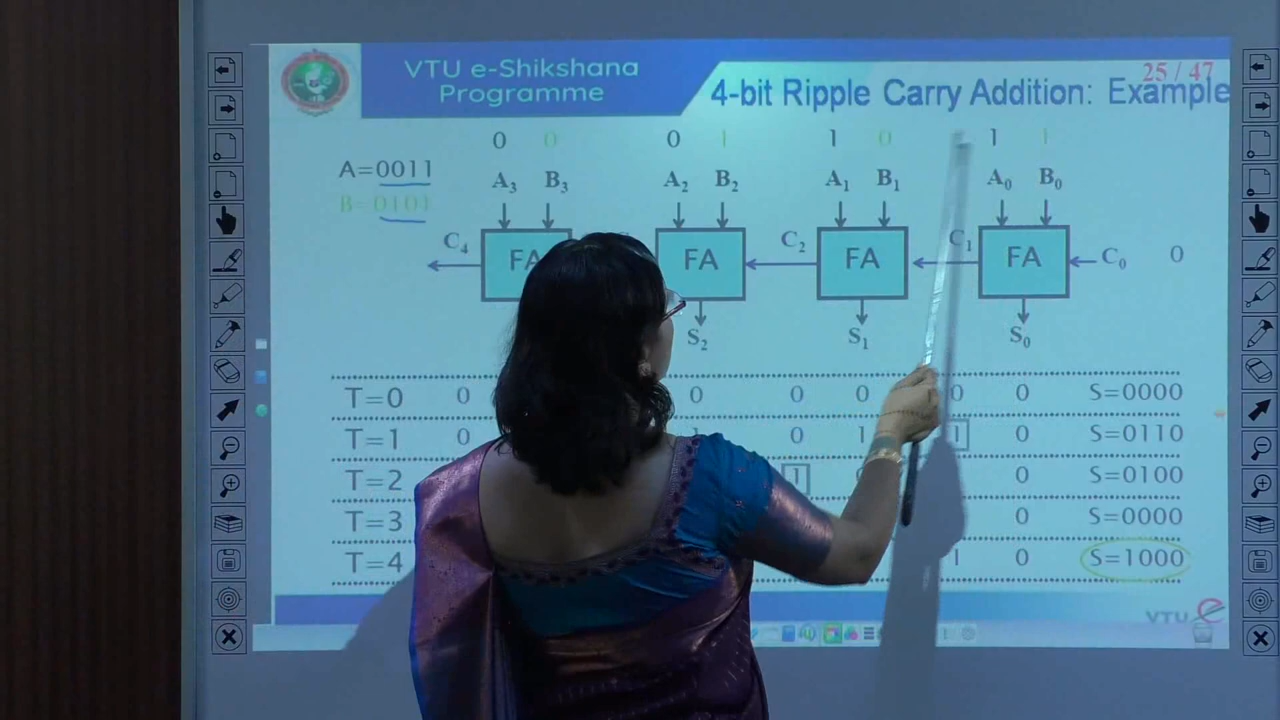 VTU e-Shikshana
Programme
25 / 47
4-bit Ripple Carry Addition: Example
0 0 0 1 1 0 1 1
A=0011
B=0101
A3 B3 A2 B2 A1 B1 A0 B0
C4 FA FA C2 FA C1 FA C0 0
S2 S1 S0
T=0 0 0 0 0 0 0 S=0000
T=1 0 0 1 1 0 S=0110
T=2 1 0 S=0100
T=3 0 S=0000
T=4 1 0 S=1000
VTU e